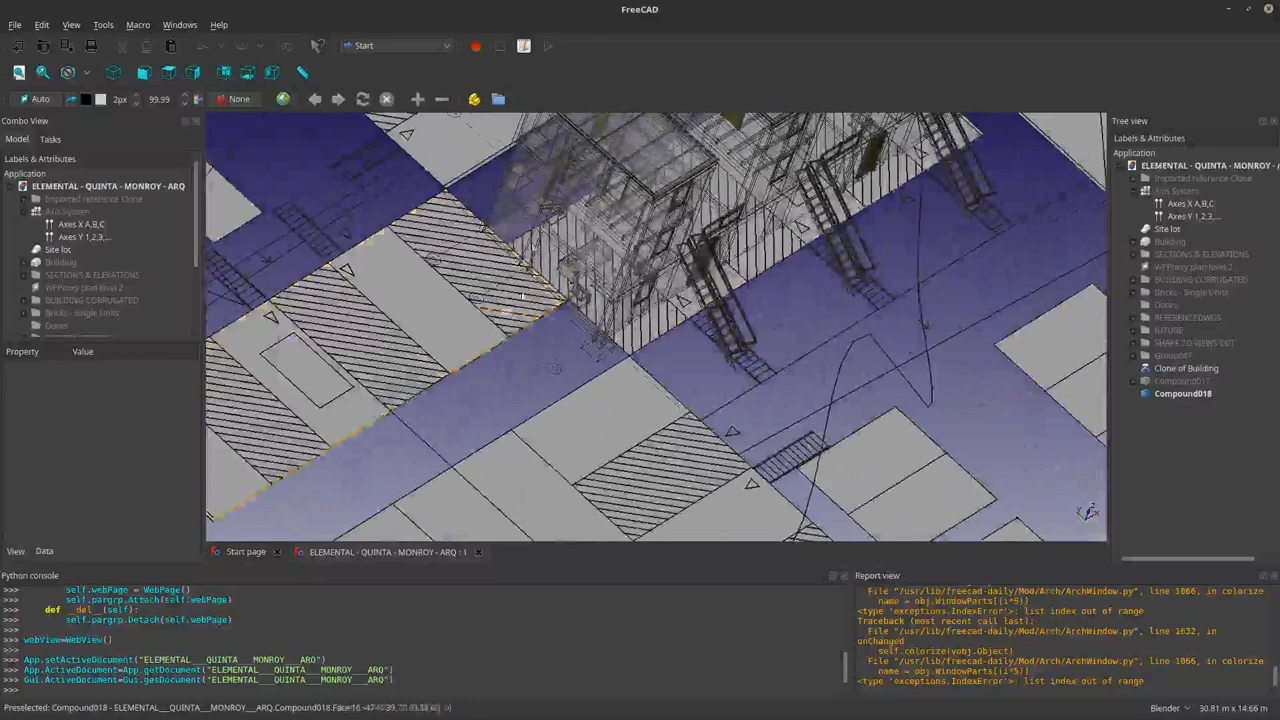 FreeCAD
File Edit View Tools Macro Windows Help
Start
Auto 2px 99.99 None
Combo View
Model Tasks
Labels & Attributes
Application
ELEMENTAL - QUINTA - MONROY - ARQ
Imported reference Clone
Axis System
Axes X A,B,C
Axes Y 1,2,3,...
Site lot
Building
SECTIONS & ELEVATIONS
WPProxy plan level 2
BUILDING CORRUGATED
Bricks - Single Units
Doors
Property Value
View Data
Tree view
Labels & Attributes
Application
ELEMENTAL - QUINTA - MONROY -
Imported reference Clone
Axis System
Axes X A,B,C
Axes Y 1,2,3,...
Site lot
Building
SECTIONS & ELEVATIONS
WPProxy plan level 2
BUILDING CORRUGATED
Bricks - Single Units
Doors
REFERENCEDWGS
FUTURE
SHAPE 2D VIEWS CUT
Clone of Building
Compound017
Compound018
Start page
ELEMENTAL - QUINTA - MONROY - ARQ : 1
Python console
>>> self.webPage = WebPage()
>>> self.pargrp.Attach(self.webPage)
>>> def __del__(self):
>>> self.pargrp.Detach(self.webPage)
>>>
>>> webView=WebView()
>>>
>>> App.setActiveDocument("ELEMENTAL___QUINTA___MONROY___ARQ")
>>> App.ActiveDocument=App.getDocument("ELEMENTAL___QUINTA___MONROY___ARQ")
>>> Gui.ActiveDocument=Gui.getDocument("ELEMENTAL___QUINTA___MONROY___ARQ")
>>>
Report view
File "/usr/lib/freecad-daily/Mod/Arch/ArchWindow.py", line 1066, in colorize
name = obj.WindowParts[(i*5)]
<type 'exceptions.IndexError'>: list index out of range
Traceback (most recent call last):
File "/usr/lib/freecad-daily/Mod/Arch/ArchWindow.py", line 1032, in
onChanged
self.colorize(vobj.Object)
File "/usr/lib/freecad-daily/Mod/Arch/ArchWindow.py", line 1066, in colorize
name = obj.WindowParts[(i*5)]
<type 'exceptions.IndexError'>: list index out of range
Preselected: Compound018 - ELEMENTAL___QUINTA___MONROY___ARQ.Compound018.Face16
Blender 30.81 m x 14.66 m